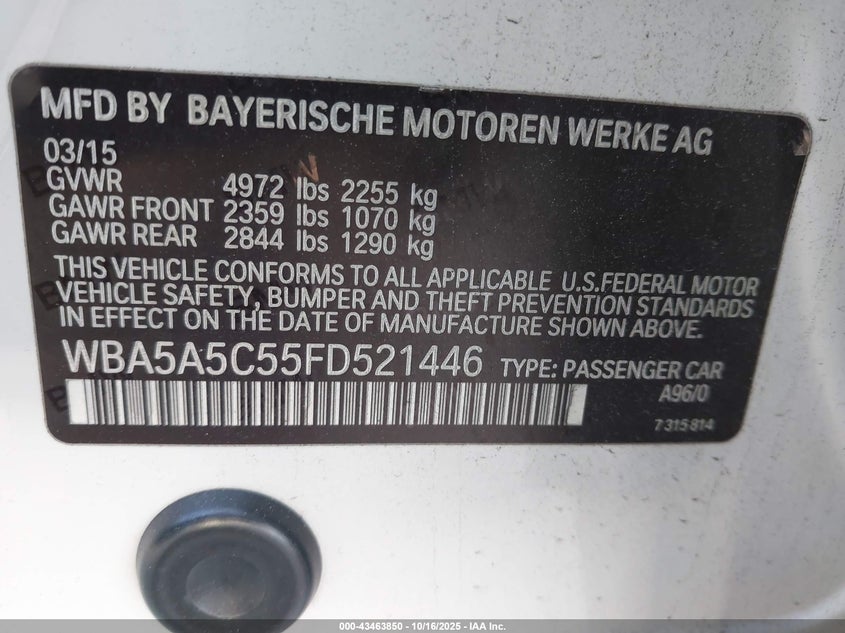 MFD BY BAYERISCHE MOTOREN WERKE AG
03/15
GVWR 4972 lbs 2255 kg
GAWR FRONT 2359 lbs 1070 kg
GAWR REAR 2844 lbs 1290 kg
THIS VEHICLE CONFORMS TO ALL APPLICABLE U.S.FEDERAL MOTOR
VEHICLE SAFETY, BUMPER AND THEFT PREVENTION STANDARDS
IN EFFECT ON THE DATE OF MANUFACTURE SHOWN ABOVE.
WBA5A5C55FD521446 TYPE: PASSENGER CAR
A96/0
7 315 814
000-43463850 | 10/16/2025 - IAA Inc.